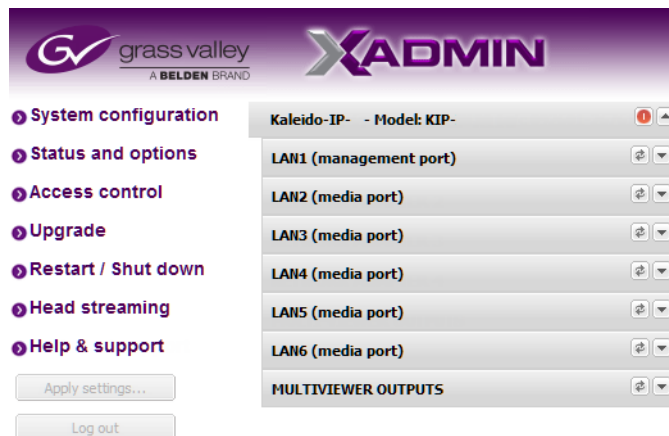 GV grass valley
A BELDEN BRAND
XADMIN
System configuration
Status and options
Access control
Upgrade
Restart / Shut down
Head streaming
Help & support
Apply settings...
Log out
Kaleido-IP- - Model: KIP-
LAN1 (management port)
LAN2 (media port)
LAN3 (media port)
LAN4 (media port)
LAN5 (media port)
LAN6 (media port)
MULTIVIEWER OUTPUTS